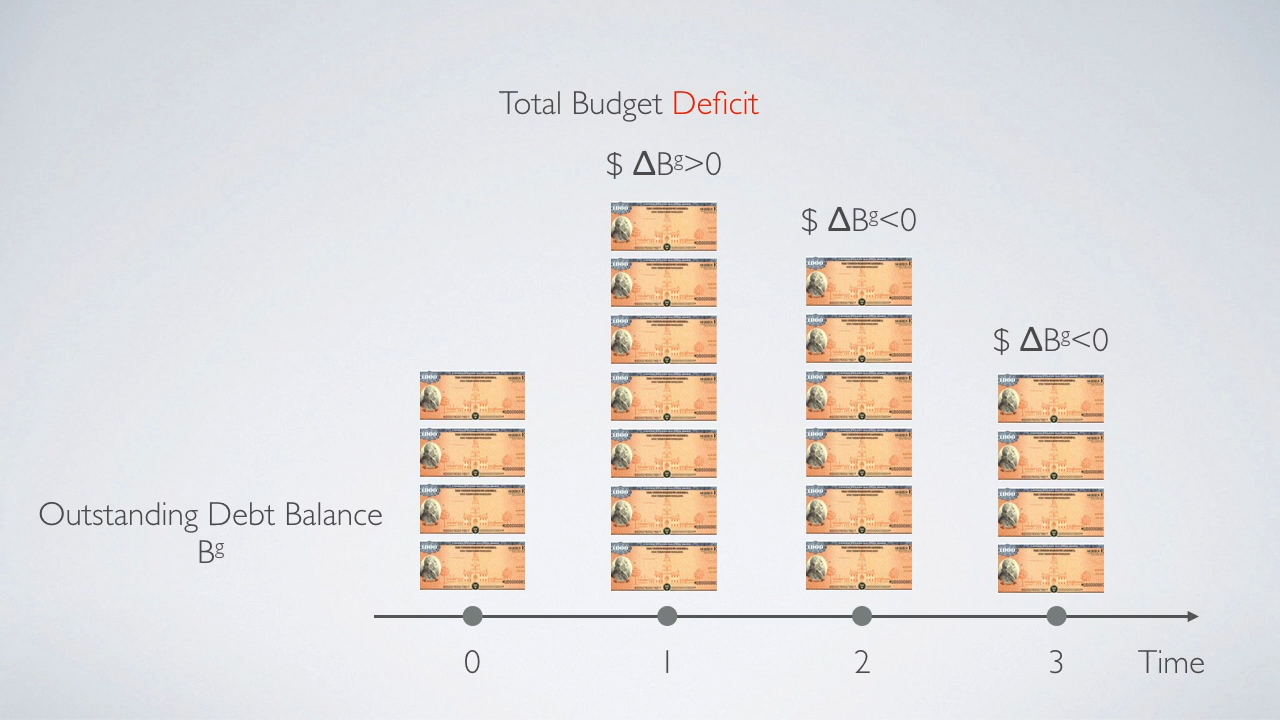 Total Budget Deficit
$ ΔBᵍ>0
$ ΔBᵍ<0
$ ΔBᵍ<0
Outstanding Debt Balance
Bᵍ
0 1 2 3 Time